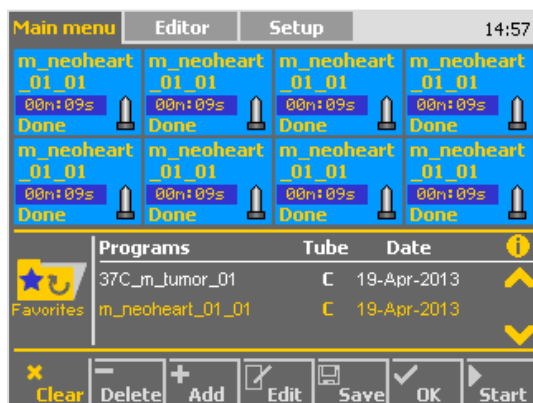 Main menu Editor Setup 14:57
m_neoheart m_neoheart m_neoheart m_neoheart
_01_01 _01_01 _01_01 _01_01
00m:09s 00m:09s 00m:09s 00m:09s
Done Done Done Done
m_neoheart m_neoheart m_neoheart m_neoheart
_01_01 _01_01 _01_01 _01_01
00m:09s 00m:09s 00m:09s 00m:09s
Done Done Done Done
Programs Tube Date i
37C_m_tumor_01 C 19-Apr-2013
Favorites m_neoheart_01_01 C 19-Apr-2013
Clear Delete Add Edit Save OK Start